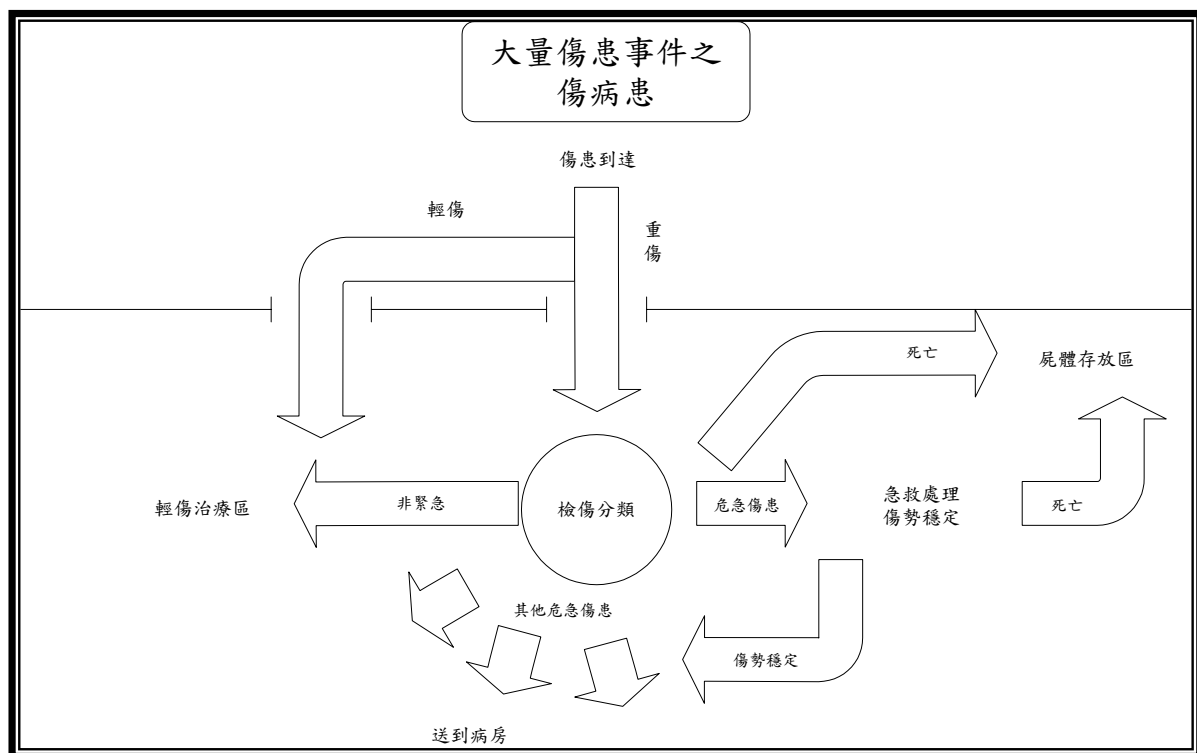 大量傷患事件之
傷病患
傷患到達
輕傷
重
傷
死亡
屍體存放區
輕傷治療區
非緊急
檢傷分類
危急傷患
急救處理
傷勢穩定
死亡
其他危急傷患
傷勢穩定
送到病房